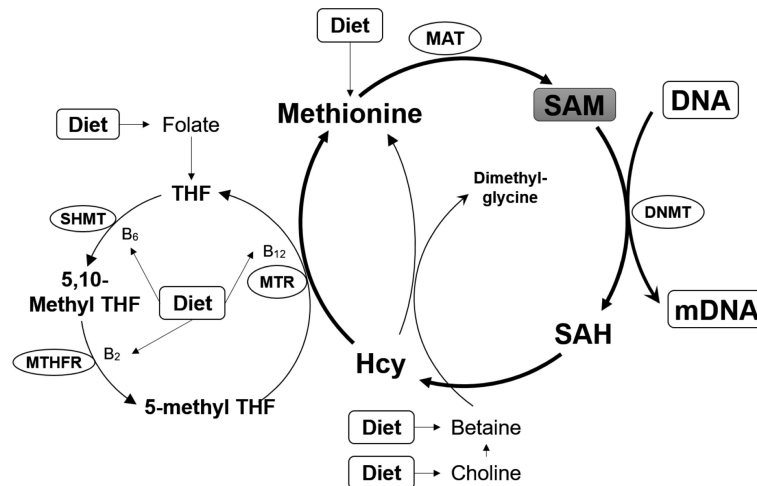 Diet
MAT
Methionine
SAM
DNA
Diet
Folate
THF
Dimethyl-
glycine
SHMT
B₆
B₁₂
DNMT
5,10-
Methyl THF
Diet
MTR
mDNA
MTHFR
B₂
SAH
Hcy
5-methyl THF
Diet
Betaine
Diet
Choline